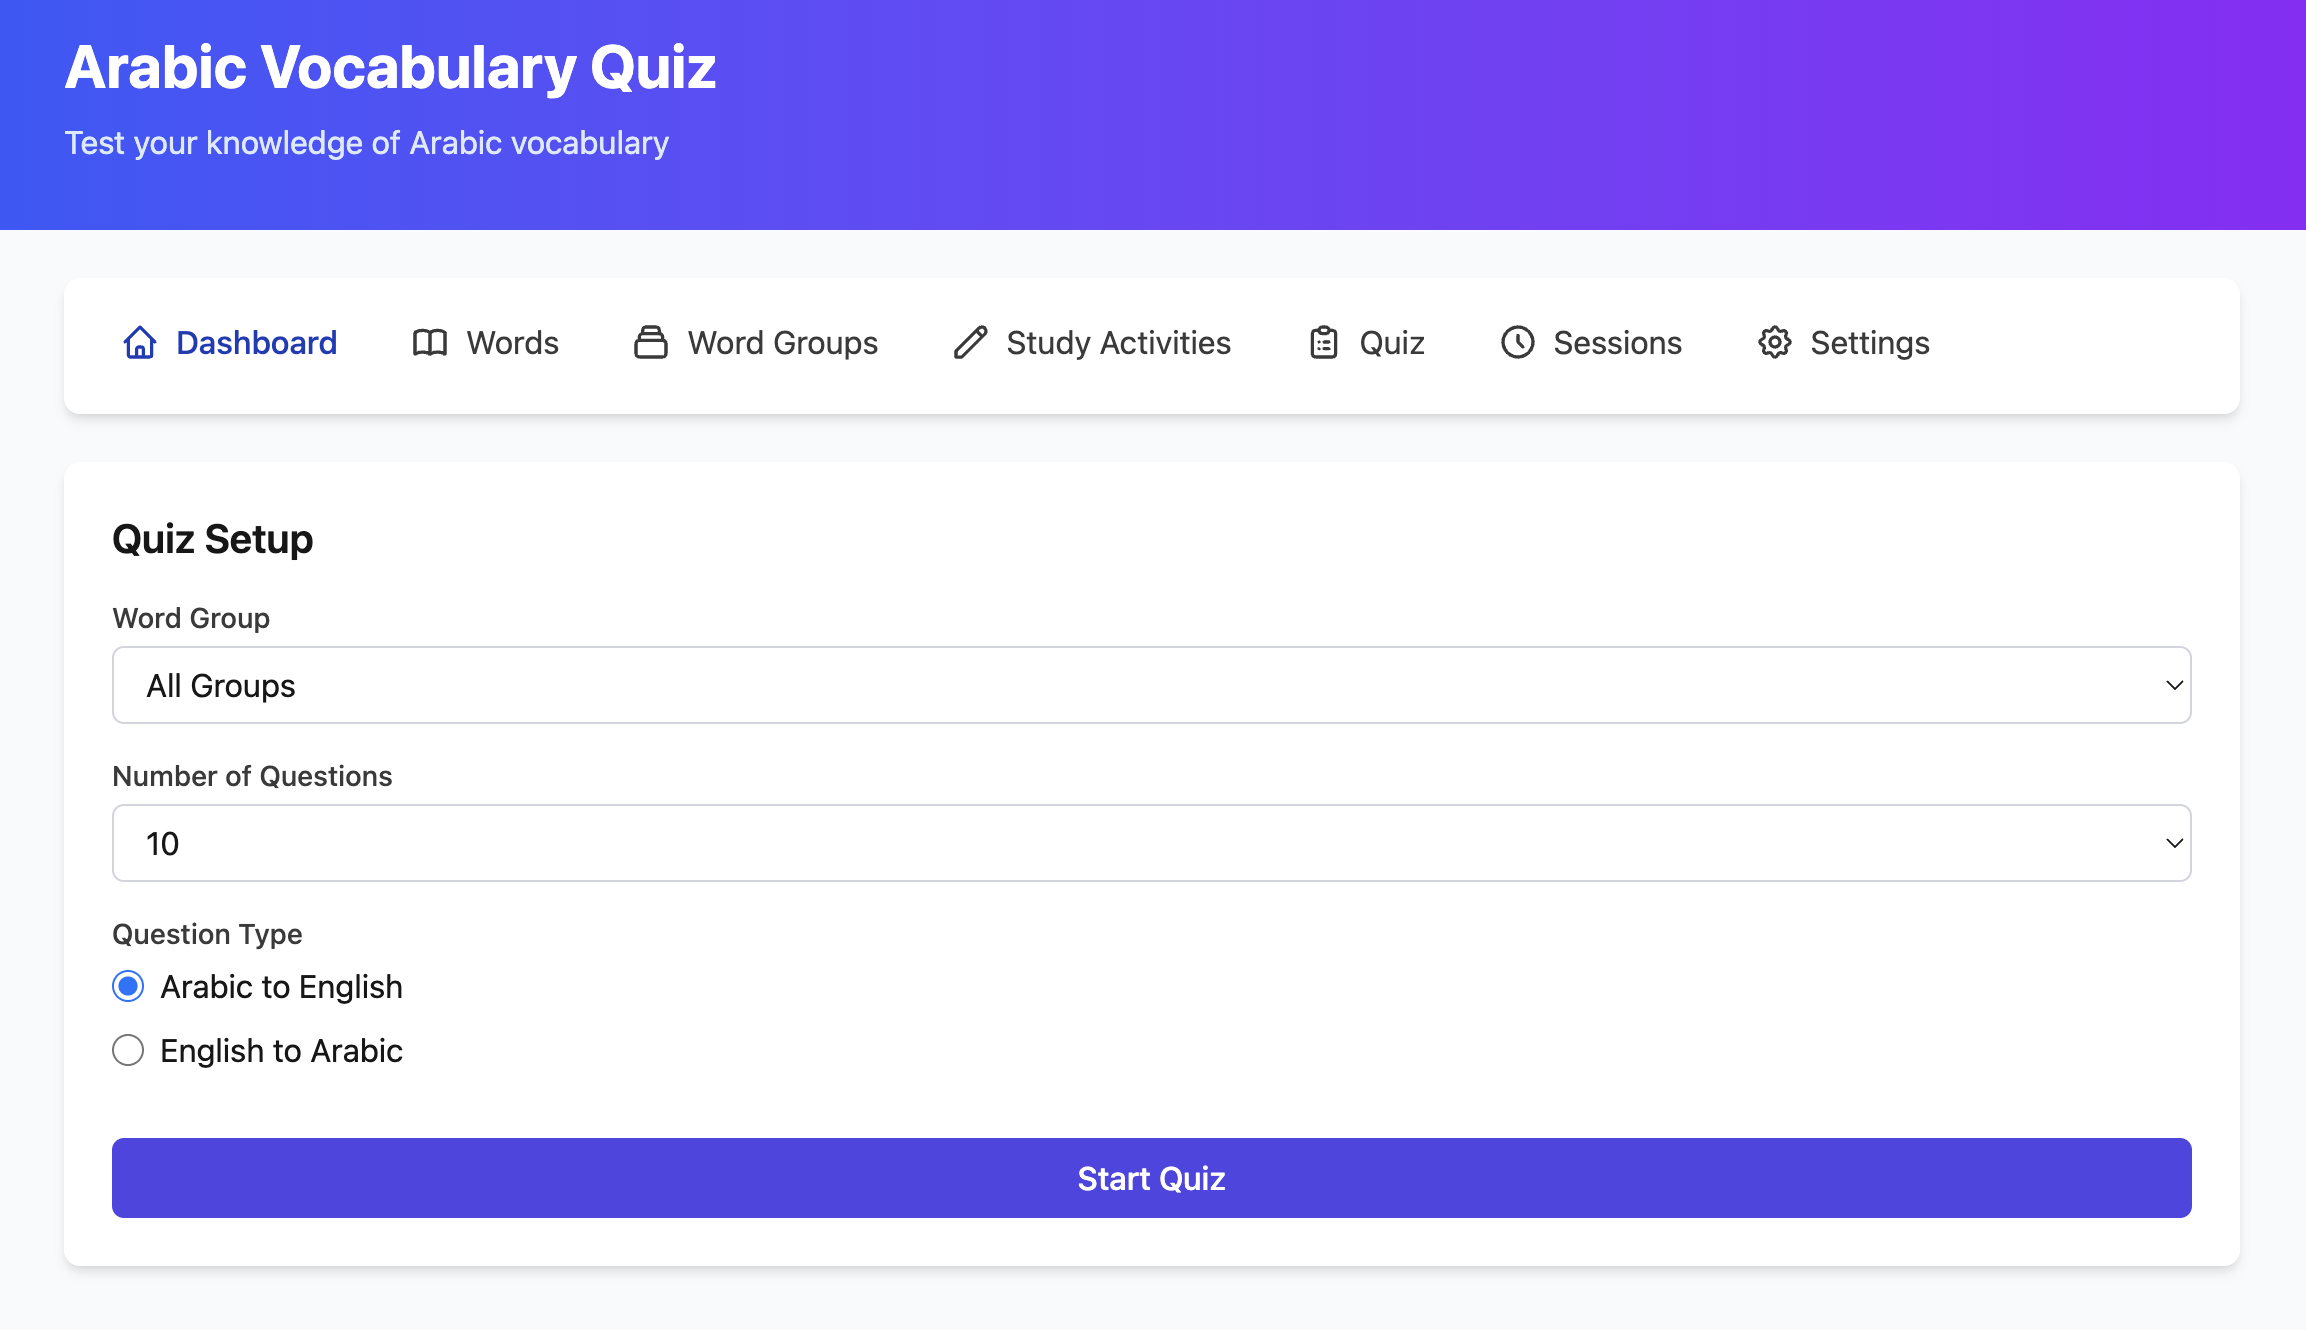 Arabic Vocabulary Quiz
Test your knowledge of Arabic vocabulary
Dashboard Words Word Groups Study Activities Quiz Sessions Settings
Quiz Setup
Word Group
All Groups
Number of Questions
10
Question Type
Arabic to English
English to Arabic
Start Quiz